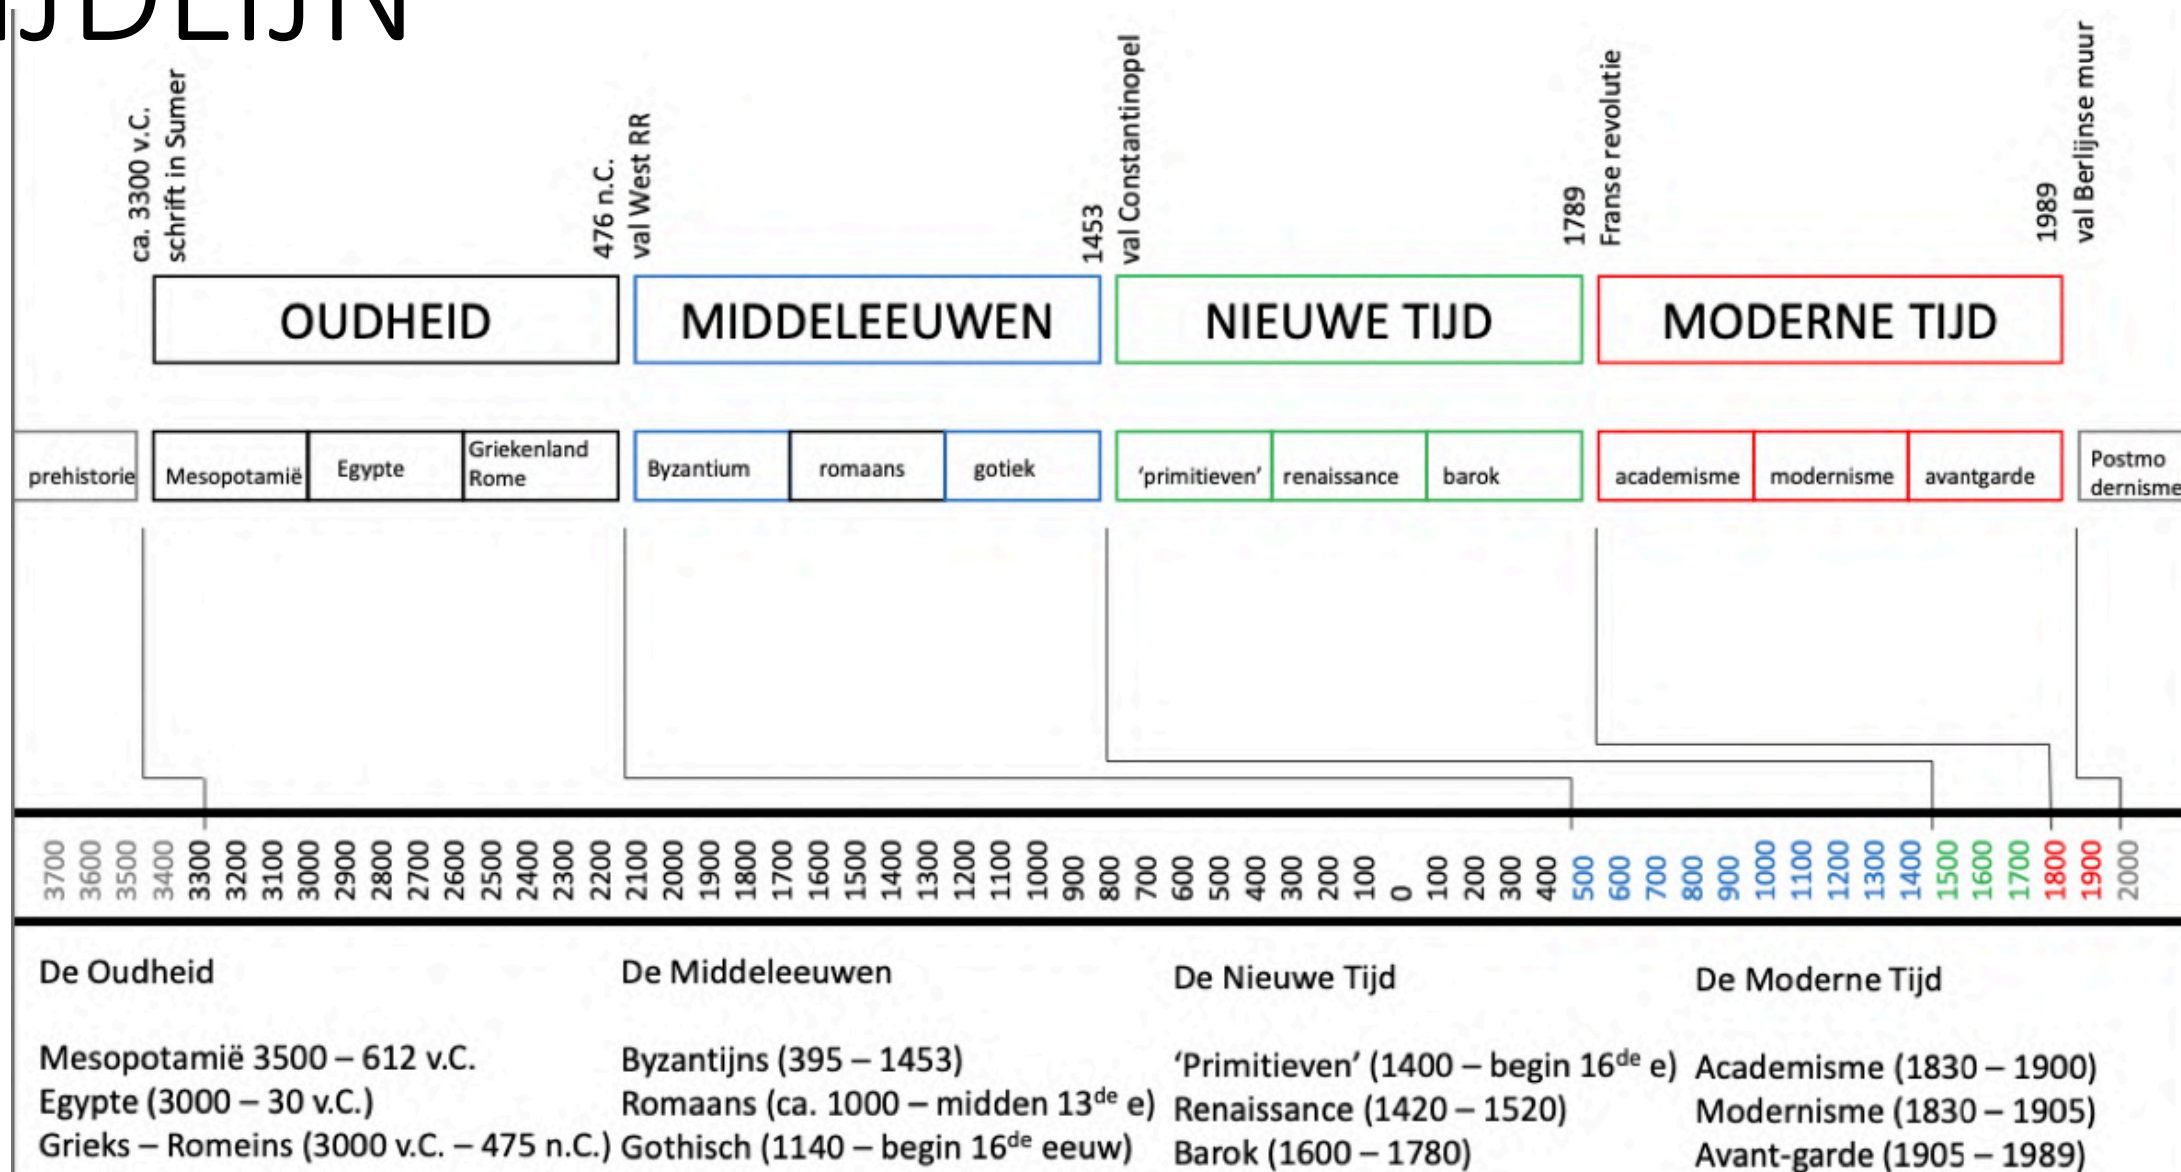 IJDLIJN
ca. 3300 v.C.
schrift in Sumer
476 n.C.
val West RR
1453
val Constantinopel
1789
Franse revolutie
1989
val Berlijnse muur
OUDHEID
MIDDELEEUWEN
NIEUWE TIJD
MODERNE TIJD
prehistorie
Mesopotamië
Egypte
Griekenland
Rome
Byzantium
romaans
gotiek
‘primitieven’
renaissance
barok
academisme
modernisme
avantgarde
Postmo
dernisme
3700 3600 3500 3400 3300 3200 3100 3000 2900 2800 2700 2600 2500 2400 2300 2200 2100 2000 1900 1800 1700 1600 1500 1400 1300 1200 1100 1000 900 800 700 600 500 400 300 200 100 0 100 200 300 400 500 600 700 800 900 1000 1100 1200 1300 1400 1500 1600 1700 1800 1900 2000
De Oudheid
Mesopotamië 3500 – 612 v.C.
Egypte (3000 – 30 v.C.)
Grieks – Romeins (3000 v.C. – 475 n.C.)
De Middeleeuwen
Byzantijns (395 – 1453)
Romaans (ca. 1000 – midden 13de e)
Gothisch (1140 – begin 16de eeuw)
De Nieuwe Tijd
‘Primitieven’ (1400 – begin 16de e)
Renaissance (1420 – 1520)
Barok (1600 – 1780)
De Moderne Tijd
Academisme (1830 – 1900)
Modernisme (1830 – 1905)
Avant-garde (1905 – 1989)